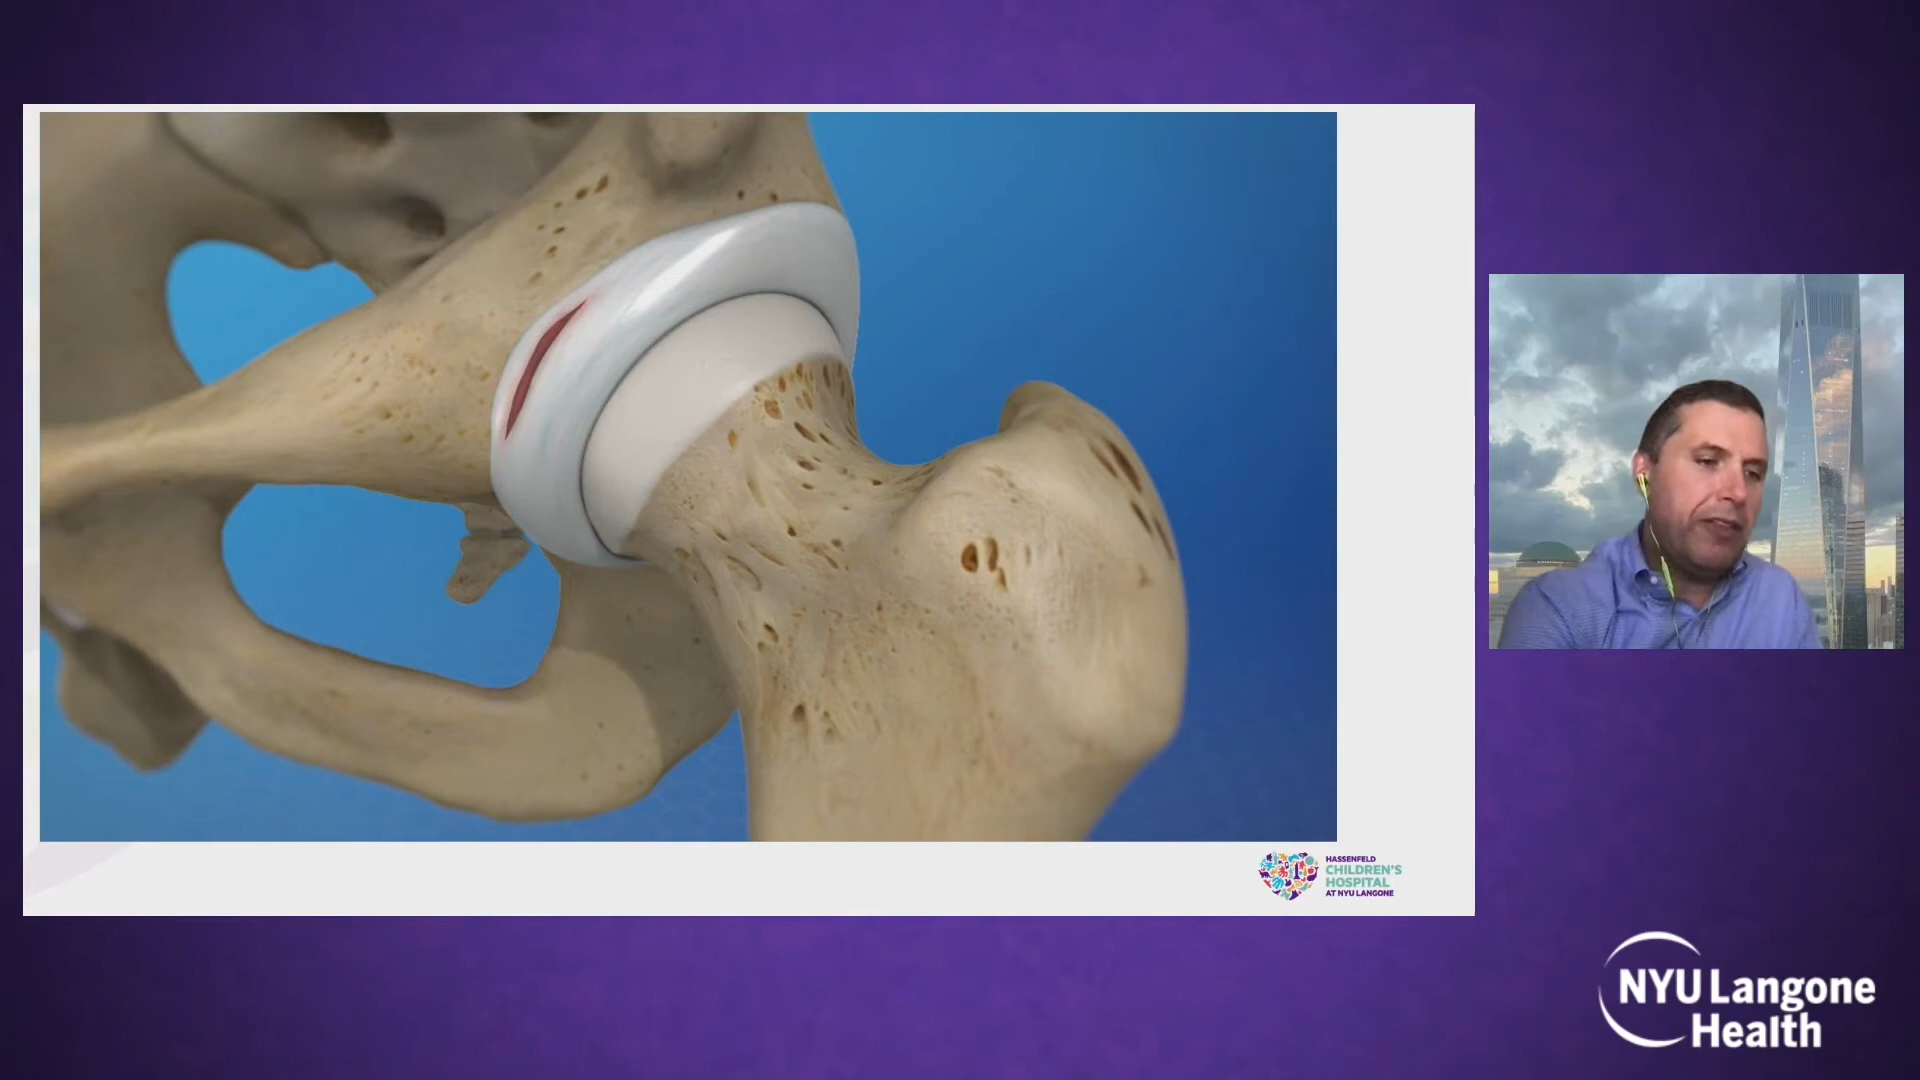 HASSENFELD
CHILDREN'S
HOSPITAL
AT NYU LANGONE
NYU Langone
Health